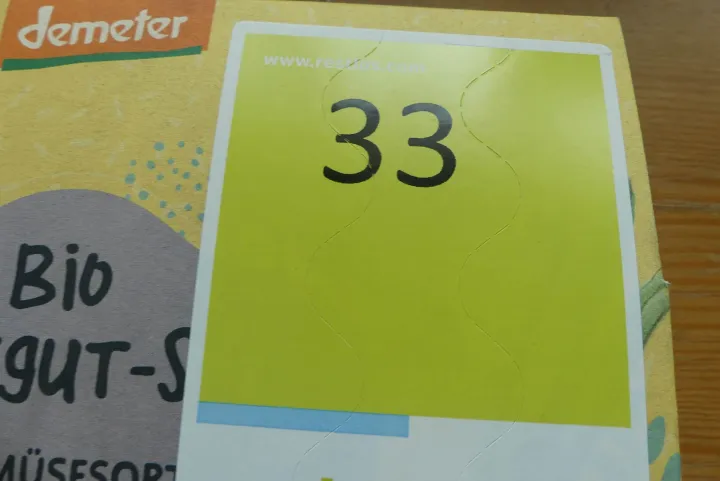 demeter
33
Bio
GUT-S
MÜSESORT